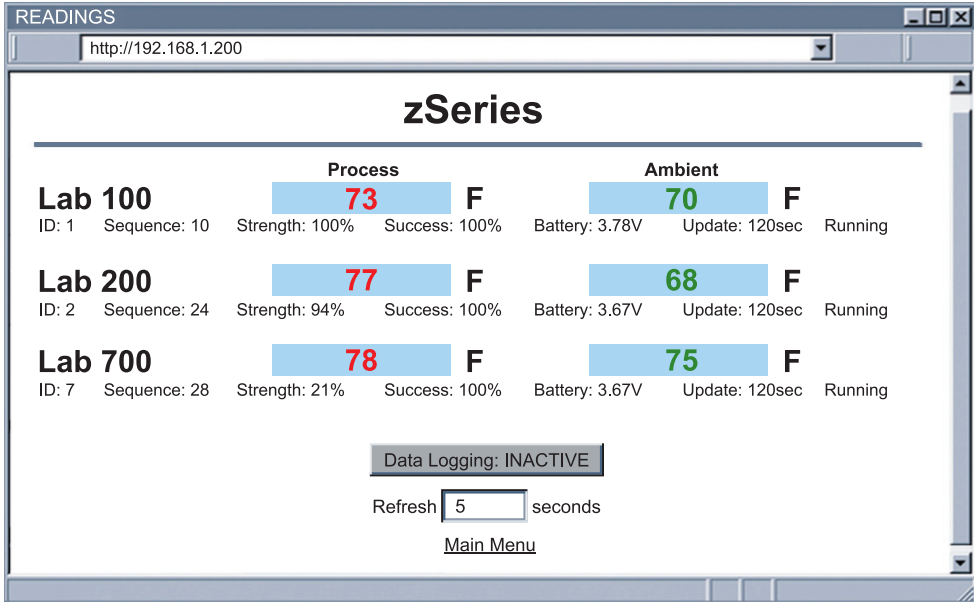 READINGS
http://192.168.1.200
zSeries
Process Ambient
Lab 100 73 F 70 F
ID: 1 Sequence: 10 Strength: 100% Success: 100% Battery: 3.78V Update: 120sec Running
Lab 200 77 F 68 F
ID: 2 Sequence: 24 Strength: 94% Success: 100% Battery: 3.67V Update: 120sec Running
Lab 700 78 F 75 F
ID: 7 Sequence: 28 Strength: 21% Success: 100% Battery: 3.67V Update: 120sec Running
Data Logging: INACTIVE
Refresh 5 seconds
Main Menu